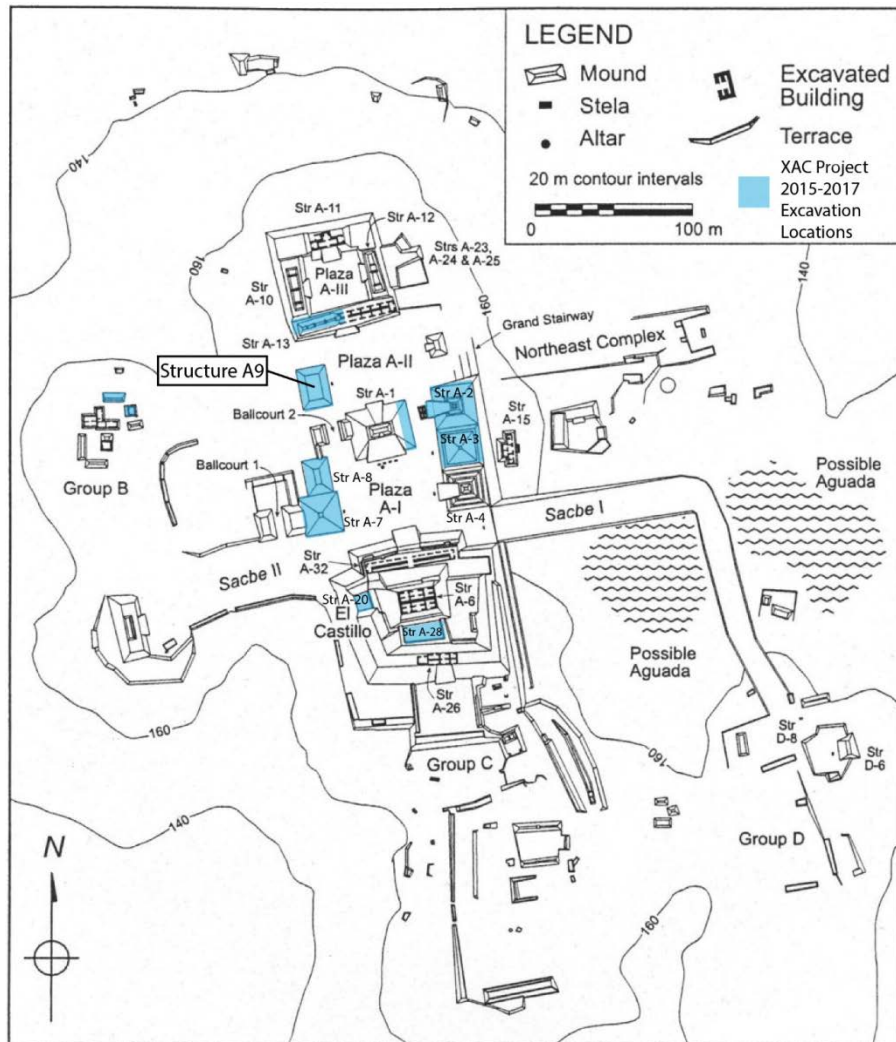 LEGEND
Mound
Stela
Altar
Excavated
Building
Terrace
20 m contour intervals
0
100 m
XAC Project
2015-2017
Excavation
Locations
140
160
140
Str A-11
Str A-12
Strs A-23,
A-24 & A-25
Plaza
A-III
Str
A-10
160
160
Str A-13
Grand Stairway
Northeast Complex
Plaza A-II
Structure A9
Str A-1
Str A-2
Ballcourt 2
Str A-3
Str
A-15
Group B
Ballcourt 1
Str A-8
Plaza
A-I
Str A-7
Str A-4
Sacbe I
Possible
Aguada
Str
A-32
Sacbe II
Str
A-6
Str A-20
El
Castillo
Str A-28
Possible
Aguada
Str
A-26
160
160
Group C
Str
D-8
Str
D-6
140
Group D
N
160